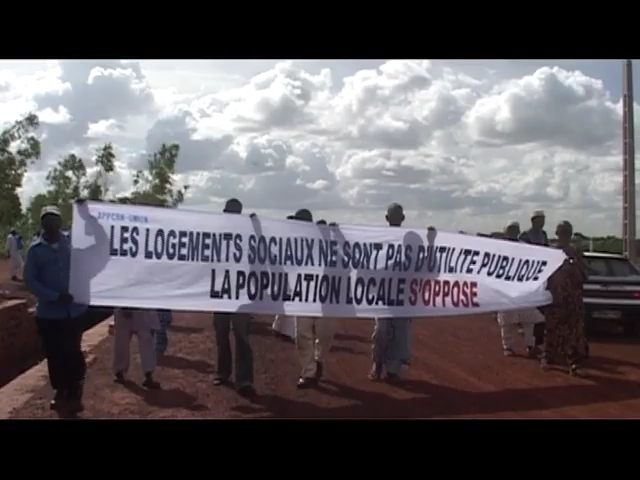 LES LOGEMENTS SOCIAUX NE SONT PAS D'UTILITE PUBLIQUE
LA POPULATION LOCALE S'OPPOSE